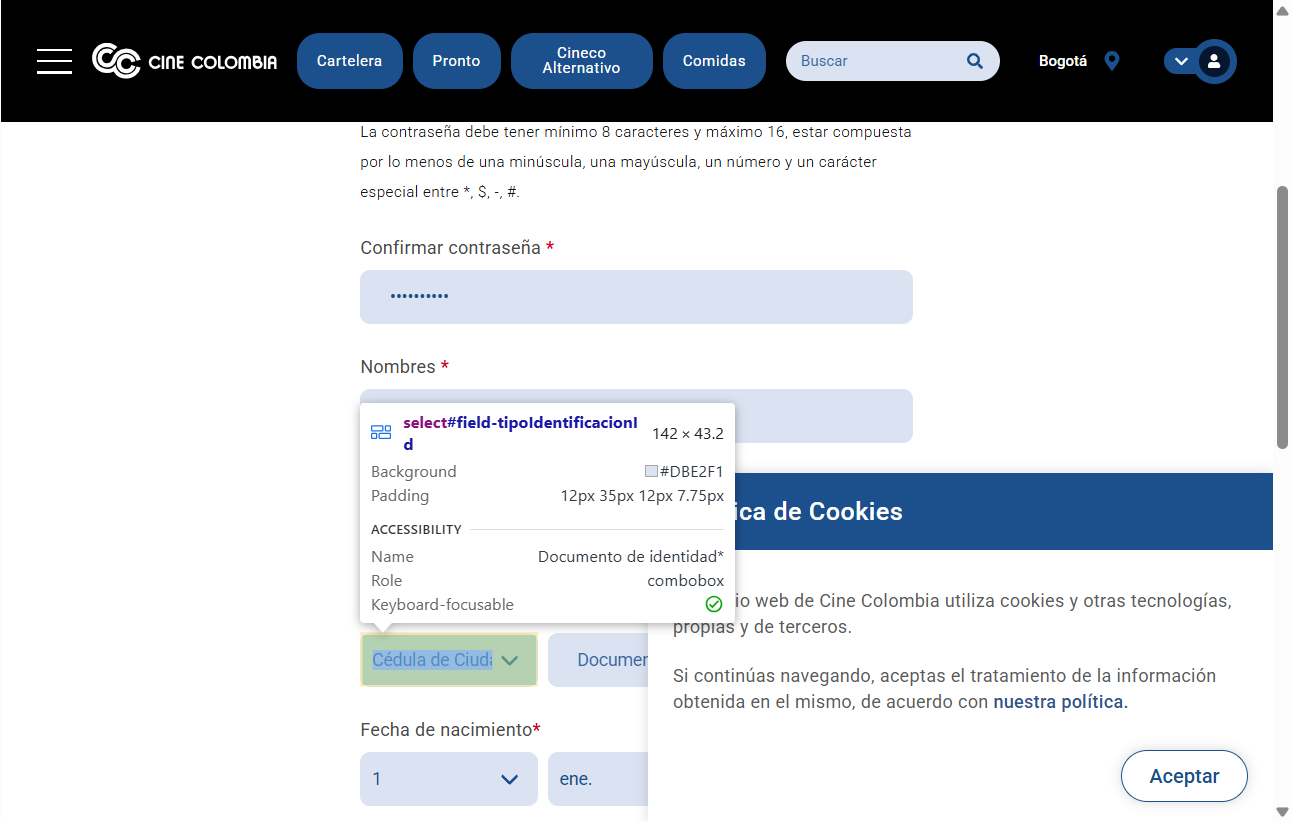 CINE COLOMBIA
Cartelera
Pronto
Cineco
Alternativo
Comidas
Buscar
Bogotá
La contraseña debe tener mínimo 8 caracteres y máximo 16, estar compuesta
por lo menos de una minúscula, una mayúscula, un número y un carácter
especial entre *, $, -, #.
Confirmar contraseña *
••••••••••
Nombres *
select#field-tipoIdentificacionI
d
142 × 43.2
Background #DBE2F1
Padding 12px 35px 12px 7.75px
ACCESSIBILITY
Name Documento de identidad*
Role combobox
Keyboard-focusable
Cédula de Ciuda
Documen
Fecha de nacimiento*
1
ene.
ica de Cookies
io web de Cine Colombia utiliza cookies y otras tecnologías,
propias y de terceros.
Si continúas navegando, aceptas el tratamiento de la información
obtenida en el mismo, de acuerdo con nuestra política.
Aceptar